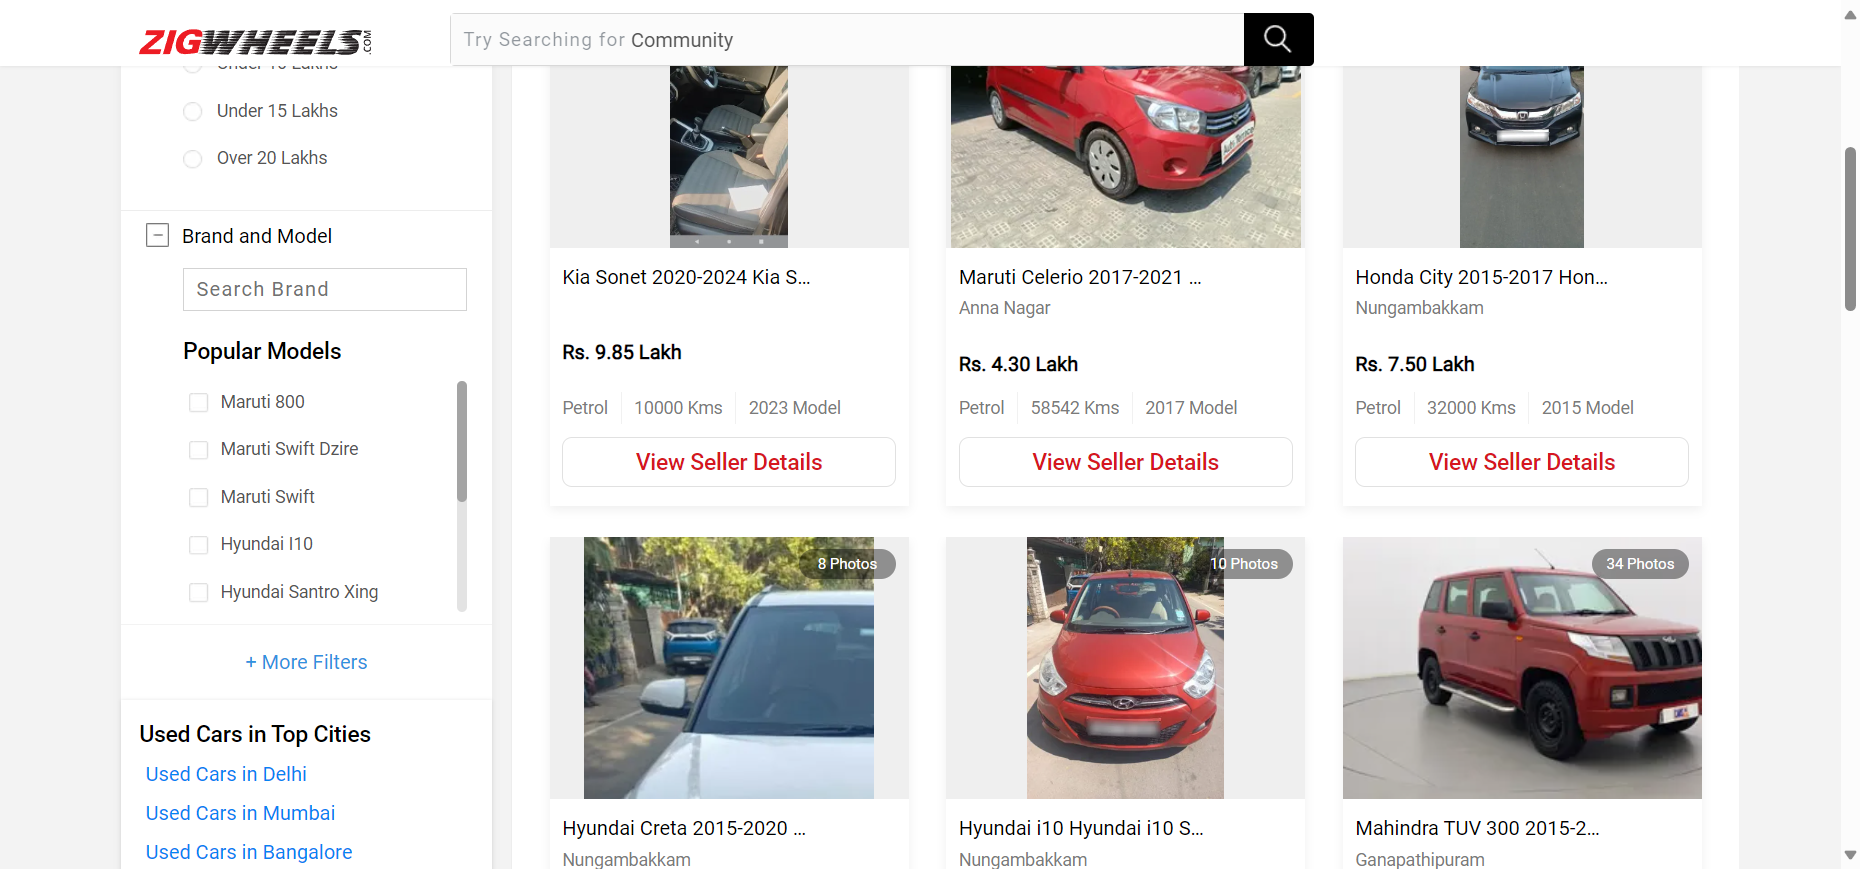 ZIGWHEELS.COM
Try Searching for Community
Under 10 Lakhs
Under 15 Lakhs
Over 20 Lakhs
Brand and Model
Search Brand
Popular Models
Maruti 800
Maruti Swift Dzire
Maruti Swift
Hyundai I10
Hyundai Santro Xing
+ More Filters
Used Cars in Top Cities
Used Cars in Delhi
Used Cars in Mumbai
Used Cars in Bangalore
Kia Sonet 2020-2024 Kia S...
Rs. 9.85 Lakh
Petrol 10000 Kms 2023 Model
View Seller Details
Auto Terrace
Maruti Celerio 2017-2021 ...
Anna Nagar
Rs. 4.30 Lakh
Petrol 58542 Kms 2017 Model
View Seller Details
Honda City 2015-2017 Hon...
Nungambakkam
Rs. 7.50 Lakh
Petrol 32000 Kms 2015 Model
View Seller Details
8 Photos
Hyundai Creta 2015-2020 ...
Nungambakkam
10 Photos
Hyundai i10 Hyundai i10 S...
Nungambakkam
34 Photos
Mahindra TUV 300 2015-2...
Ganapathipuram